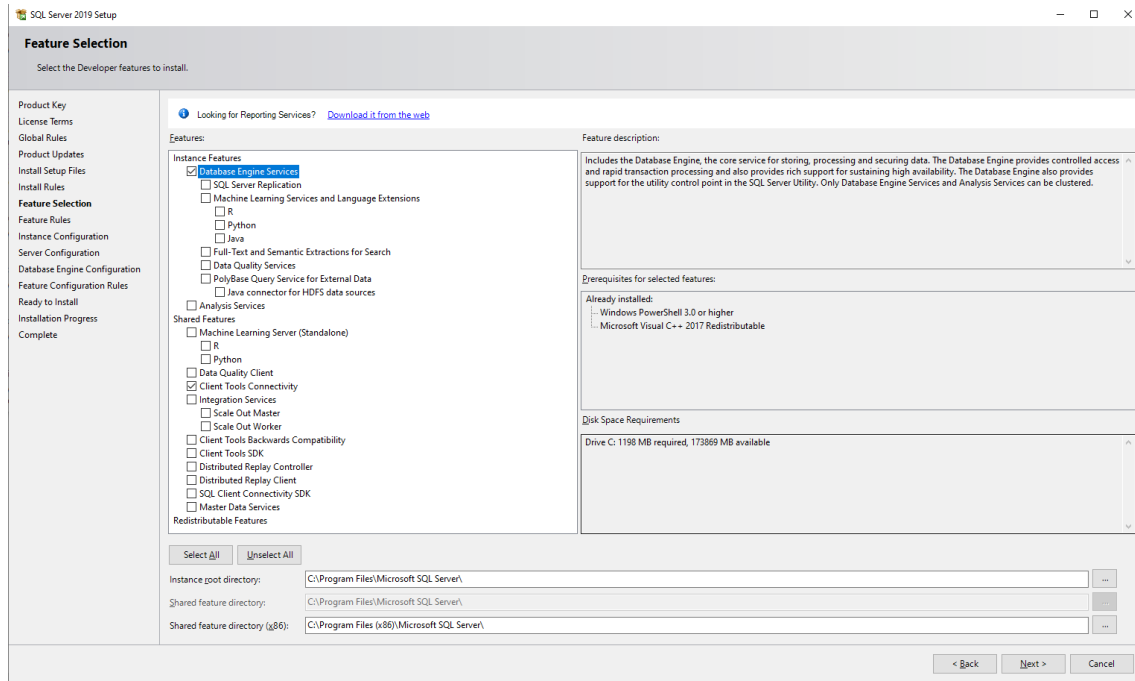 SQL Server 2019 Setup
Feature Selection
Select the Developer features to install.
Product Key
License Terms
Global Rules
Product Updates
Install Setup Files
Install Rules
Feature Selection
Feature Rules
Instance Configuration
Server Configuration
Database Engine Configuration
Feature Configuration Rules
Ready to Install
Installation Progress
Complete
Looking for Reporting Services? Download it from the web
Features:
Instance Features
Database Engine Services
SQL Server Replication
Machine Learning Services and Language Extensions
R
Python
Java
Full-Text and Semantic Extractions for Search
Data Quality Services
PolyBase Query Service for External Data
Java connector for HDFS data sources
Analysis Services
Shared Features
Machine Learning Server (Standalone)
R
Python
Data Quality Client
Client Tools Connectivity
Integration Services
Scale Out Master
Scale Out Worker
Client Tools Backwards Compatibility
Client Tools SDK
Distributed Replay Controller
Distributed Replay Client
SQL Client Connectivity SDK
Master Data Services
Redistributable Features
Feature description:
Includes the Database Engine, the core service for storing, processing and securing data. The Database Engine provides controlled access
and rapid transaction processing and also provides rich support for sustaining high availability. The Database Engine also provides
support for the utility control point in the SQL Server Utility. Only Database Engine Services and Analysis Services can be clustered.
Prerequisites for selected features:
Already installed:
Windows PowerShell 3.0 or higher
Microsoft Visual C++ 2017 Redistributable
Disk Space Requirements
Drive C: 1198 MB required, 173869 MB available
Select All
Unselect All
Instance root directory:
C:\Program Files\Microsoft SQL Server\
...
Shared feature directory:
C:\Program Files\Microsoft SQL Server\
...
Shared feature directory (x86):
C:\Program Files (x86)\Microsoft SQL Server\
...
< Back
Next >
Cancel